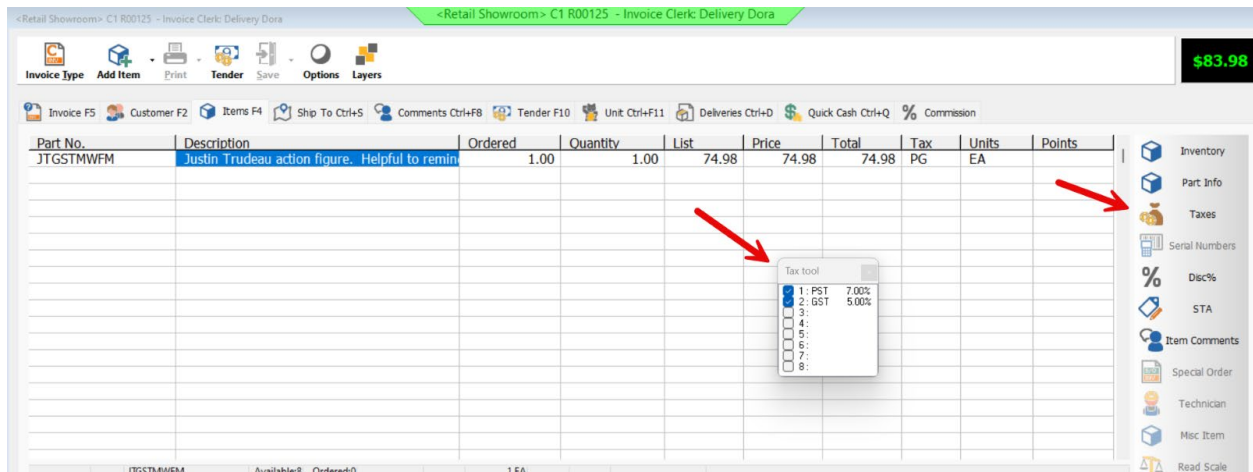 <Retail Showroom> C1 R00125 - Invoice Clerk: Delivery Dora
<Retail Showroom> C1 R00125 - Invoice Clerk: Delivery Dora
Invoice Type Add Item Print Tender Save Options Layers
$83.98
Invoice F5 Customer F2 Items F4 Ship To Ctrl+S Comments Ctrl+F8 Tender F10 Unit Ctrl+F11 Deliveries Ctrl+D Quick Cash Ctrl+Q Commission
Part No. Description Ordered Quantity List Price Total Tax Units Points
JTGSTMWFM Justin Trudeau action figure. Helpful to remin 1.00 1.00 74.98 74.98 74.98 PG EA
Inventory
Part Info
Taxes
Serial Numbers
Disc%
STA
Item Comments
Special Order
Technician
Misc Item
Read Scale
Tax tool
1: PST 7.00%
2: GST 5.00%
3:
4:
5:
6:
7:
8:
JTGSTMWFM Available:8 Ordered:0 1 EA